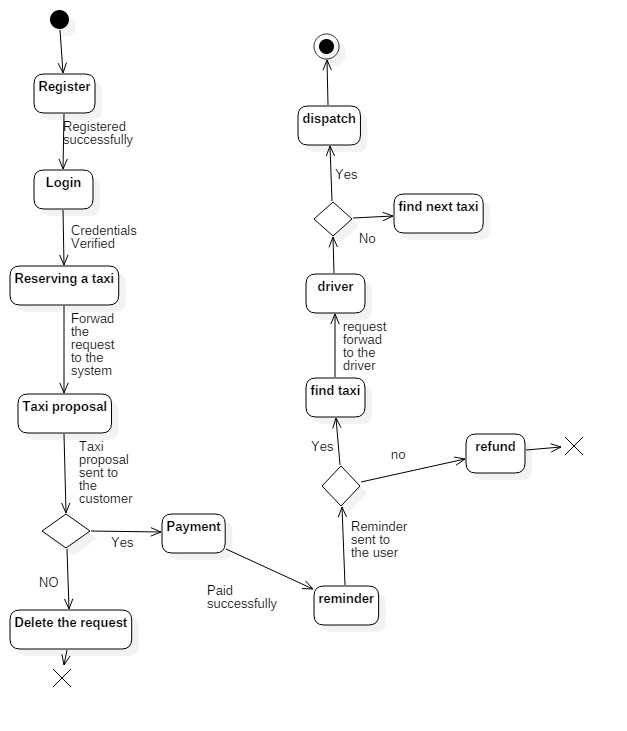 Register
Registered
successfully
Login
Credentials
Verified
Reserving a taxi
Forwad
the
request
to the
system
Taxi proposal
Taxi
proposal
sent to
the
customer
Yes
NO
Delete the request
Payment
Paid
successfully
reminder
Reminder
sent to
the user
no
refund
Yes
find taxi
request
forwad
to the
driver
driver
No
find next taxi
Yes
dispatch